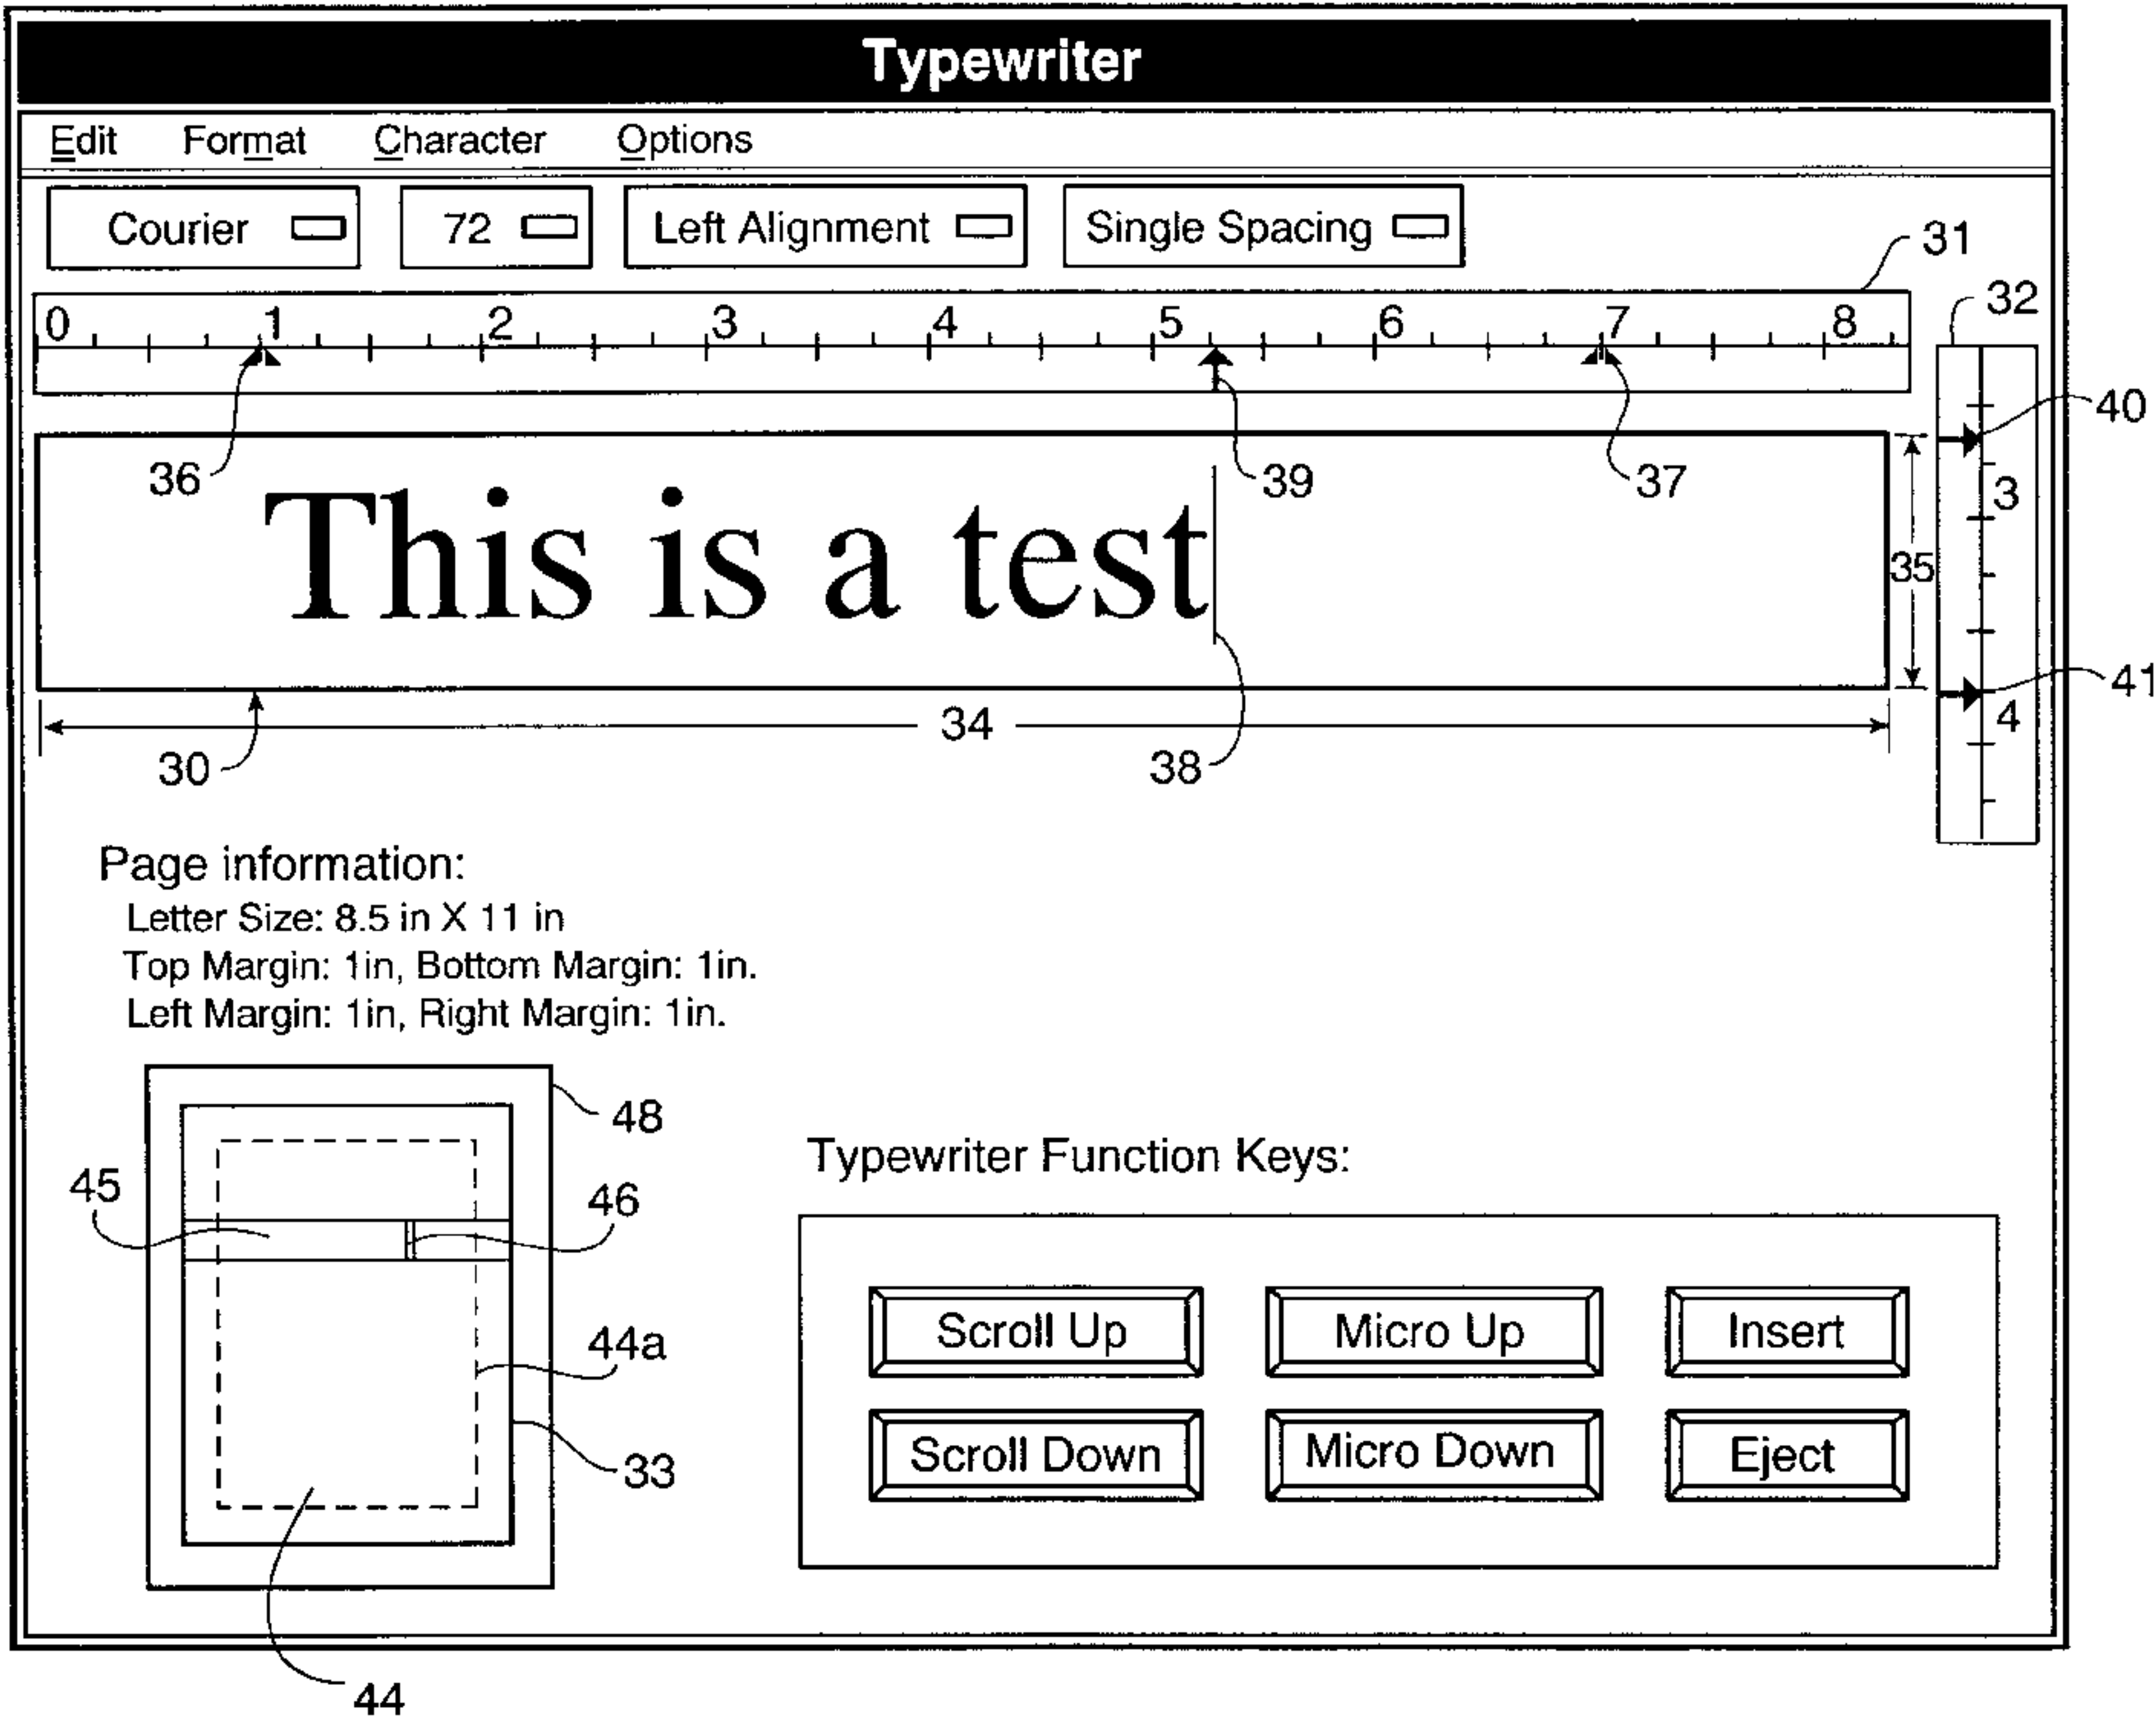 Typewriter
Edit Format Character Options
Courier 72 Left Alignment Single Spacing
31
0 1 2 3 4 5 6 7 8
32
40
36 39 37
3
This is a test
35
41
4
34
30 38
Page information:
Letter Size: 8.5 in X 11 in
Top Margin: 1in, Bottom Margin: 1in.
Left Margin: 1in, Right Margin: 1in.
48
Typewriter Function Keys:
45 46
Scroll Up Micro Up Insert
44a
Scroll Down Micro Down Eject
33
44